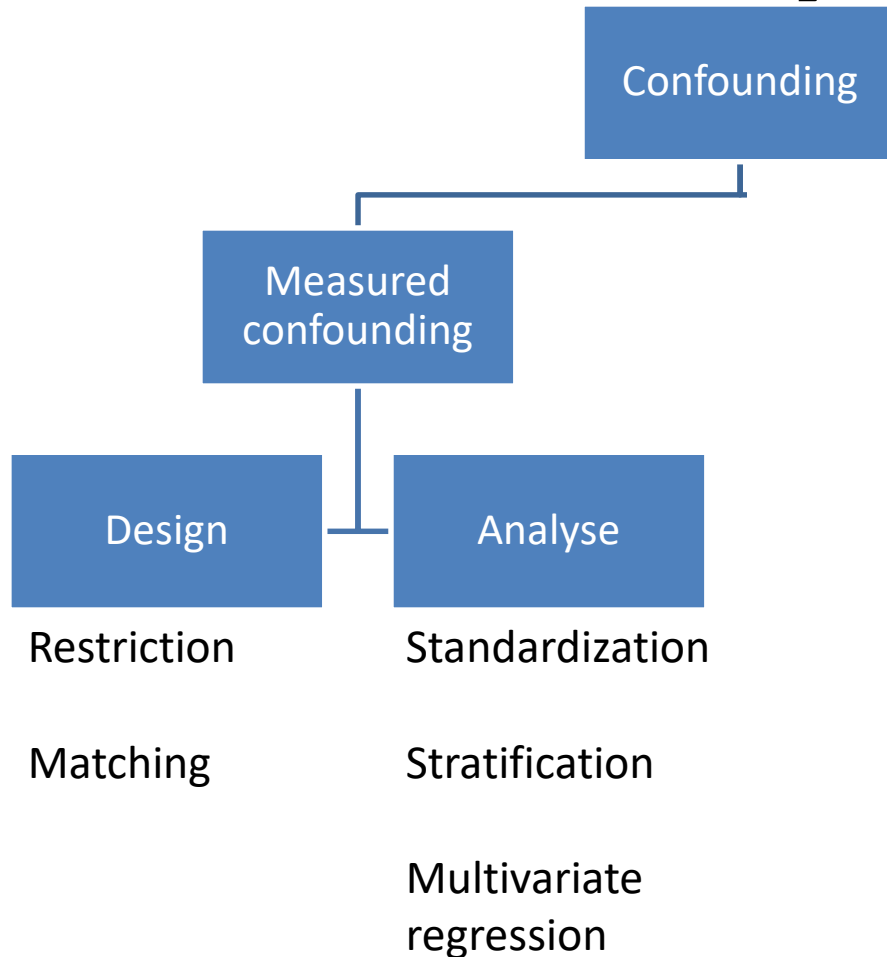 Confounding
Measured
confounding
Design
Analyse
Restriction
Standardization
Matching
Stratification
Multivariate
regression